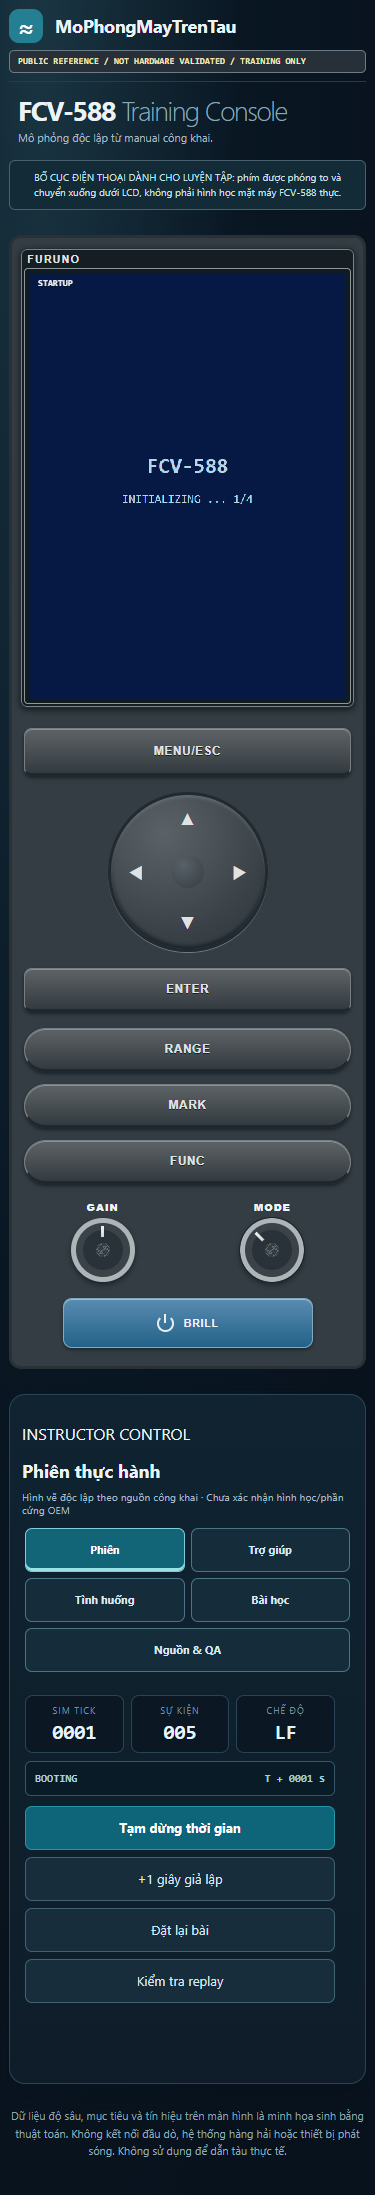 ≈ MoPhongMayTrenTau
PUBLIC REFERENCE / NOT HARDWARE VALIDATED / TRAINING ONLY
FCV-588 Training Console
Mô phỏng độc lập từ manual công khai.
BỐ CỤC ĐIỆN THOẠI DÀNH CHO LUYỆN TẬP: phím được phóng to và
chuyển xuống dưới LCD, không phải hình học mặt máy FCV-588 thực.
FURUNO
STARTUP
FCV-588
INITIALIZING ... 1/4
MENU/ESC
▲
◀ ▶
▼
ENTER
RANGE
MARK
FUNC
GAIN MODE
BRILL
INSTRUCTOR CONTROL
Phiên thực hành
Hình vẽ độc lập theo nguồn công khai · Chưa xác nhận hình học/phần
cứng OEM
Phiên Trợ giúp
Tình huống Bài học
Nguồn & QA
SIM TICK SỰ KIỆN CHẾ ĐỘ
0001 005 LF
BOOTING T + 0001 s
Tạm dừng thời gian
+1 giây giả lập
Đặt lại bài
Kiểm tra replay
Dữ liệu độ sâu, mục tiêu và tín hiệu trên màn hình là minh họa sinh bằng
thuật toán. Không kết nối đầu dò, hệ thống hàng hải hoặc thiết bị phát
sóng. Không sử dụng để dẫn tàu thực tế.